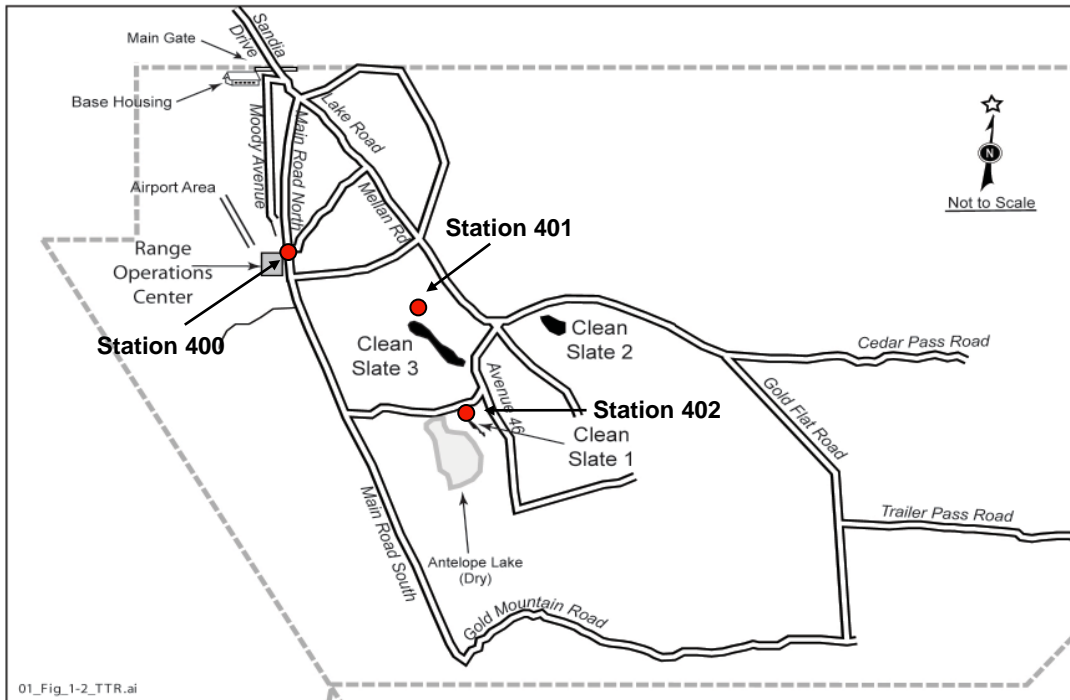 Sandia
Drive
Main Gate
Base Housing
Moody Avenue
Main Road North
Lake Road
Mellan Rd
Airport Area
N
Not to Scale
Station 401
Range
Operations
Center
Station 400
Clean
Slate 3
Clean
Slate 2
Cedar Pass Road
Gold Flat Road
Avenue 46
Station 402
Clean
Slate 1
Trailer Pass Road
Main Road South
Antelope Lake
(Dry)
Gold Mountain Road
01_Fig_1-2_TTR.ai